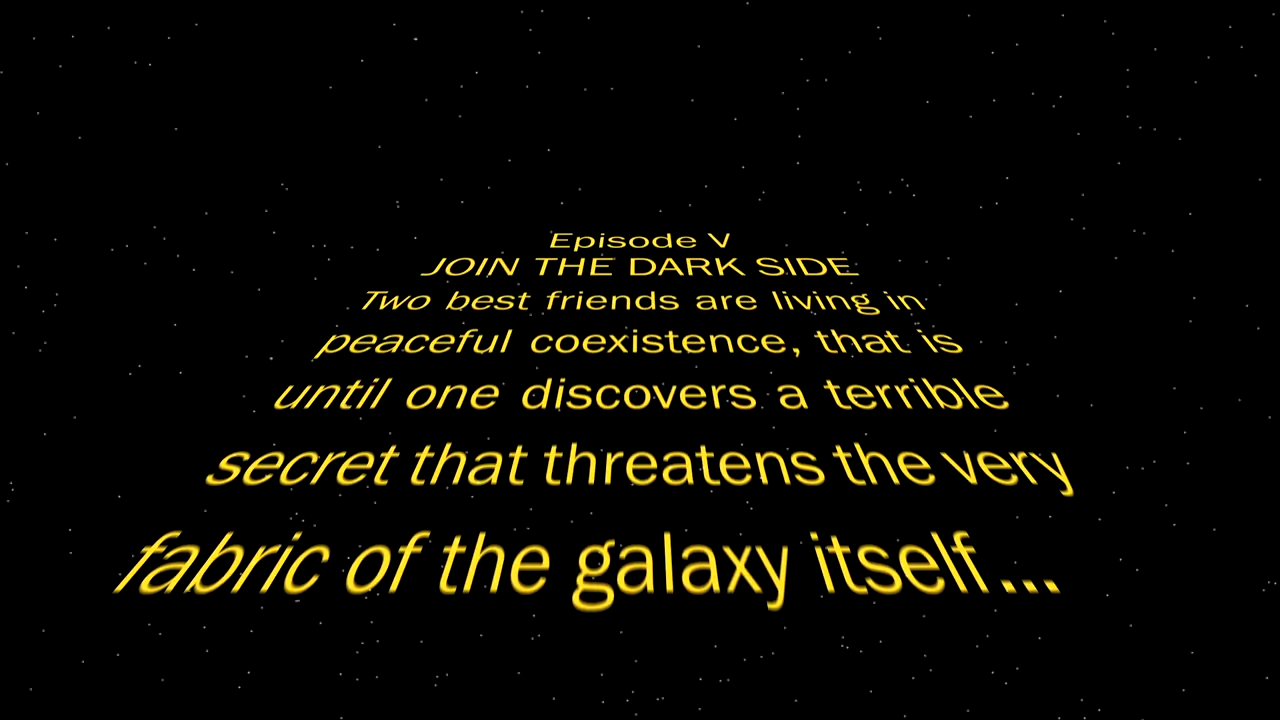 Episode V
JOIN THE DARK SIDE
Two best friends are living in
peaceful coexistence, that is
until one discovers a terrible
secret that threatens the very
fabric of the galaxy itself...